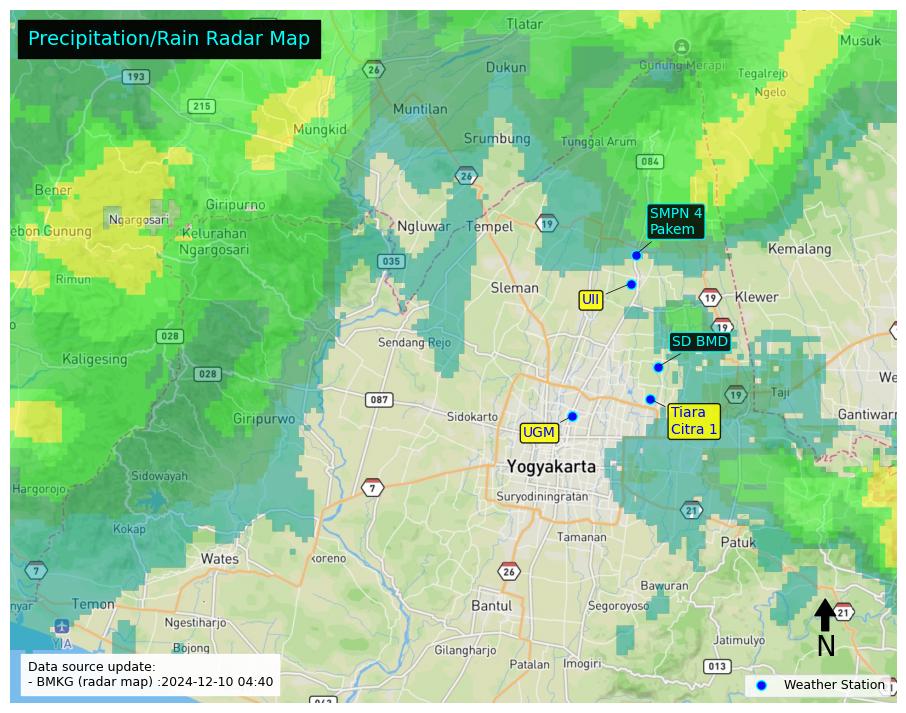 Precipitation/Rain Radar Map
Tlatar
Musuk
26
Gunung Merapi
Dukun
Tegalrejo
193
Ngelo
215
Muntilan
Mungkid
Srumbung
Tunggal Arum
084
26
Bener
Giripurno
SMPN 4
Pakem
Ngargosari
Ngluwar
Tempel
19
ebon Gunung
Kelurahan
Ngargosari
Kemalang
035
Rimun
Sleman
UII
19
Klewer
19
028
Sendang Rejo
SD BMD
Kaligesing
028
We
087
19
Taji
Giripurwo
Sidokarto
Tiara
Citra 1
Gantiwarn
UGM
Yogyakarta
Sidowayah
Hargorojo
7
Suryodiningratan
21
Kokap
Tamanan
Patuk
Wates
koreno
7
26
Bawuran
Temon
nyar
Bantul
Segoroyoso
21
Ngestiharjo
YIA
N
Bojong
Gilangharjo
Jatimulyo
Data source update:
- BMKG (radar map) :2024-12-10 04:40
Patalan
Imogiri
013
Weather Station